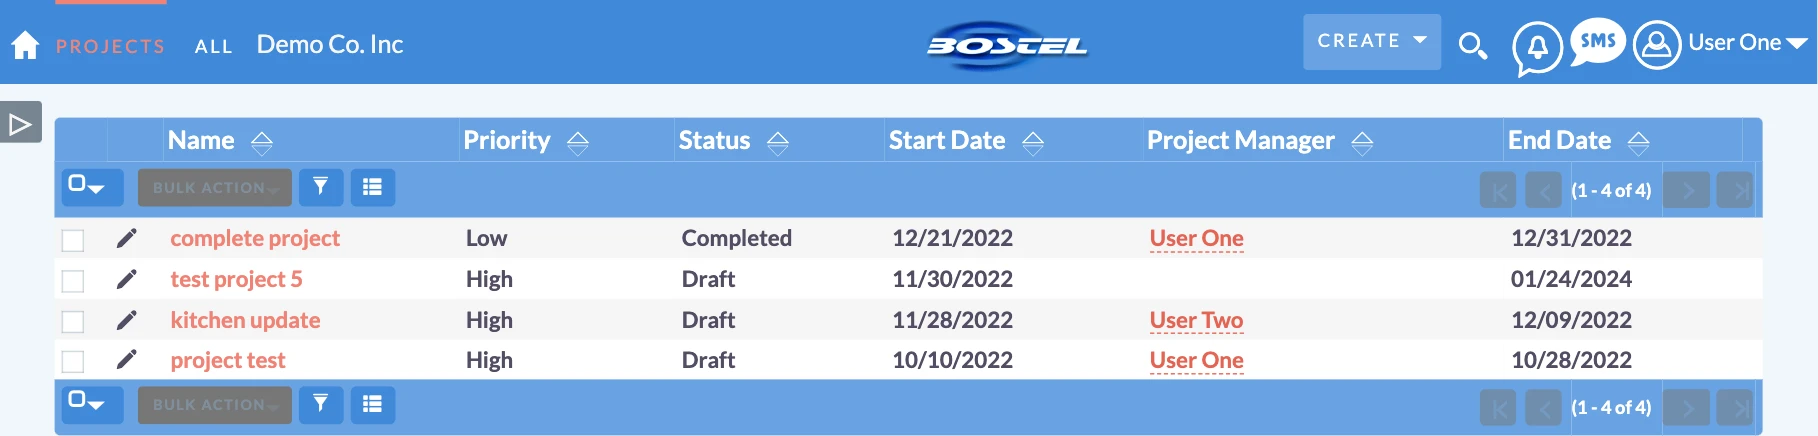 PROJECTS ALL Demo Co. Inc BOSTEL CREATE SMS User One
Name Priority Status Start Date Project Manager End Date
BULK ACTION (1 - 4 of 4)
complete project Low Completed 12/21/2022 User One 12/31/2022
test project 5 High Draft 11/30/2022 01/24/2024
kitchen update High Draft 11/28/2022 User Two 12/09/2022
project test High Draft 10/10/2022 User One 10/28/2022
BULK ACTION (1 - 4 of 4)